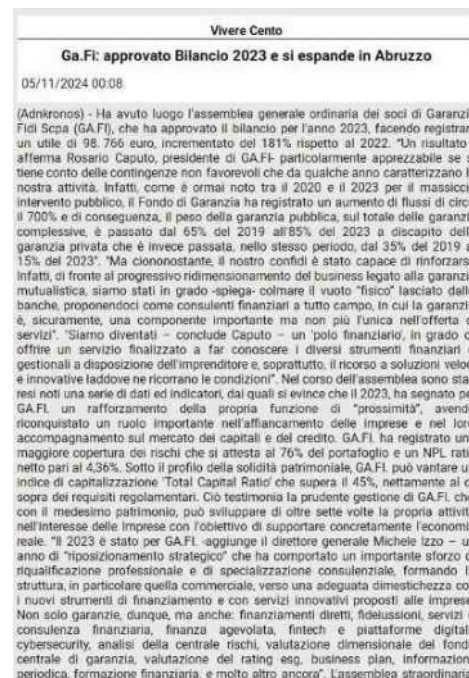 Vivere Cento
Ga.Fi: approvato Bilancio 2023 e si espande in Abruzzo
05/11/2024 00:08
(Adnkronos) - Ha avuto luogo l'assemblea generale ordinaria dei soci di Garanzia
Fidi Scpa (GA.FI), che ha approvato il bilancio per l'anno 2023, facendo registrar
un utile di 98. 766 euro, incremento del 181% rispetto al 2022. “Un risultato -
afferma Rosario Caputo, presidente di GA.FI- particolarmente apprezzabile se s
tiene conto delle contingenze non favorevoli che da qualche anno caratterizzano l
nostra attività. Infatti, come è ormai noto tra il 2020 e il 2023 per il massicci
intervento pubblico, il Fondo di Garanzia ha registrato un aumento di flussi di circ
il 700% e di conseguenza, il peso della garanzia pubblica, sul totale delle garanzi
complessive, è passato dal 65% del 2019 all'85% del 2023 a discapito dell
garanzia privata che è invece passata, nello stesso periodo, dal 35% del 2019 a
15% del 2023”. “Ma ciononostante, il nostro confidi è stato capace di rinforzars
Infatti, di fronte al progressivo ridimensionamento del business legato alla garanzi
mutualistica, siamo stati in grado -spiega- colmare il vuoto “fisico” lasciato dall
banche, proponendoci come consulenti finanziari a tutto campo, in cui la garanzi
è, sicuramente, una componente importante ma non più l'unica nell'offerta d
servizi”. “Siamo diventati – conclude Caputo – un 'polo finanziario', in grado d
offrire un servizio finalizzato a far conoscere i diversi strumenti finanziari e
gestionali a disposizione dell'imprenditore e, soprattutto, il ricorso a soluzioni veloc
e innovative laddove ne ricorrano le condizioni”. Nel corso dell'assemblea sono stat
resi noti una serie di dati ed indicatori, dai quali si evince che il 2023, ha segnato pe
GA.FI. un rafforzamento della propria funzione di “prossimità”, avend
riconquistato un ruolo importante nell'affiancamento delle imprese e nel loro
accompagnamento sul mercato dei capitali e del credito. GA.FI. ha registrato un
maggiore copertura dei rischi che si attesta al 76% del portafoglio e un NPL rati
netto pari al 4,36%. Sotto il profilo della solidità patrimoniale, GA.FI. può vantare u
indice di capitalizzazione 'Total Capital Ratio' che supera il 45%, nettamente al d
sopra dei requisiti regolamentari. Ciò testimonia la prudente gestione di GA.FI. che
con il medesimo patrimonio, può sviluppare di oltre sette volte la propria attivit
nell'interesse delle Imprese con l'obiettivo di supportare concretamente l'economi
reale. “Il 2023 è stato per GA.FI. -aggiunge il direttore generale Michele Izzo – u
anno di “riposizionamento strategico” che ha comportato un importante sforzo d
riqualificazione professionale e di specializzazione consulenziale, formando l
struttura, in particolare quella commerciale, verso una adeguata dimestichezza co
i nuovi strumenti di finanziamento e con servizi innovativi proposti alle imprese
Non solo garanzie, dunque, ma anche: finanziamenti diretti, fideiussioni, servizi d
consulenza finanziaria, finanza agevolata, fintech e piattaforme digital
cybersecurity, analisi della centrale rischi, valutazione dimensionale del fondo
centrale di garanzia, valutazione del rating esg, business plan, informazion
periodica, formazione finanziaria, e molto altro ancora”. L'assemblea straordinari